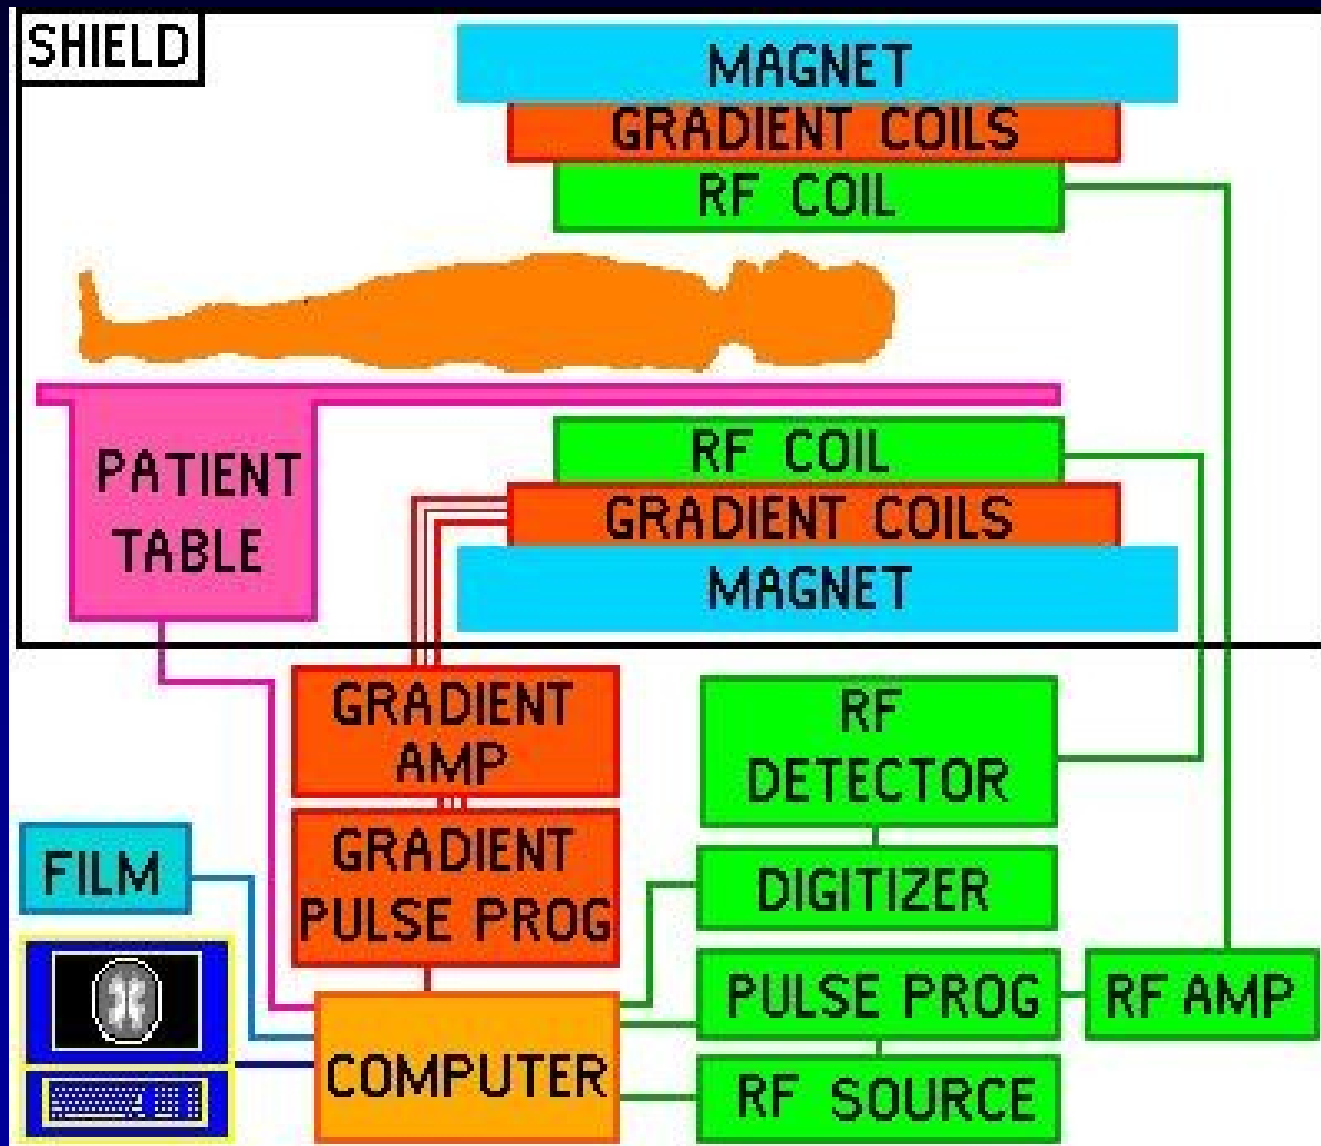 SHIELD
MAGNET
GRADIENT COILS
RF COIL
PATIENT
TABLE
RF COIL
GRADIENT COILS
MAGNET
GRADIENT
AMP
RF
DETECTOR
FILM
GRADIENT
PULSE PROG
DIGITIZER
PULSE PROG
RF AMP
COMPUTER
RF SOURCE